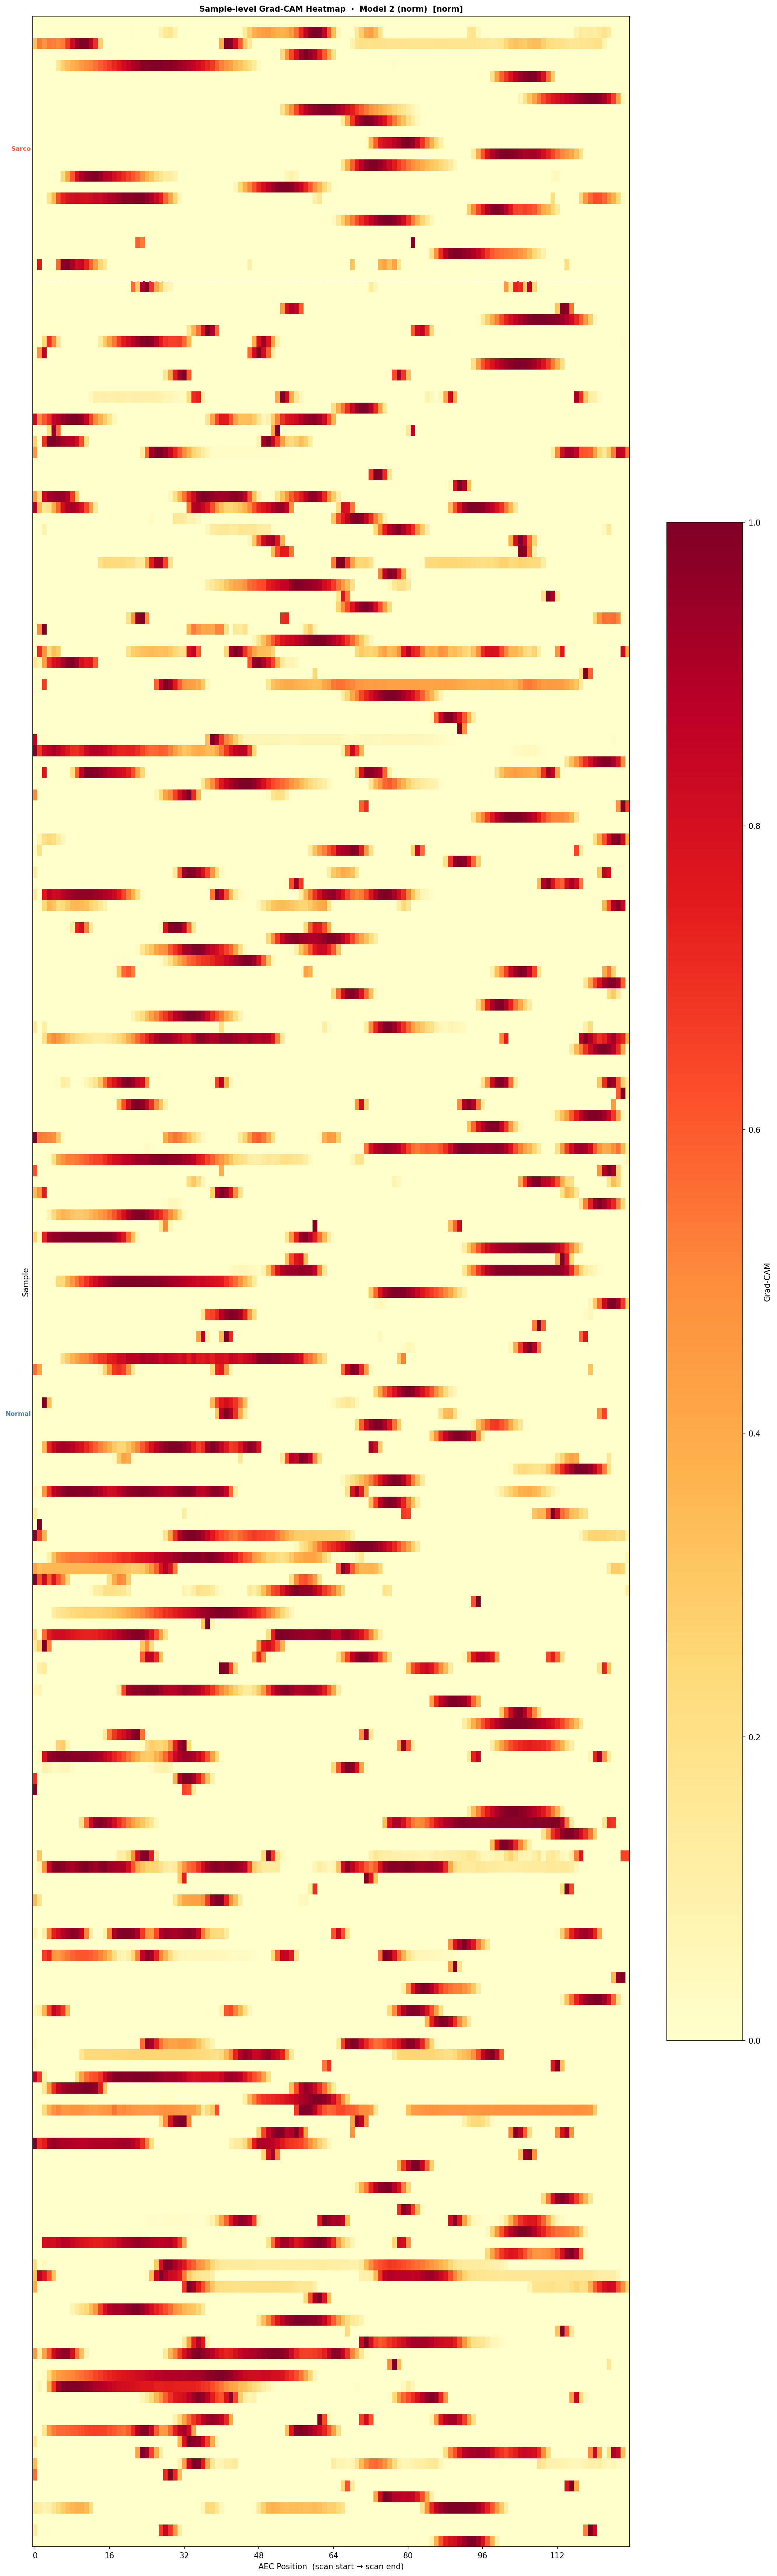 Sample-level Grad-CAM Heatmap · Model 2 (norm) [norm]
Sarco
Sample
Normal
0 16 32 48 64 80 96 112
AEC Position (scan start → scan end)
1.0
0.8
0.6
0.4
0.2
0.0
Grad-CAM